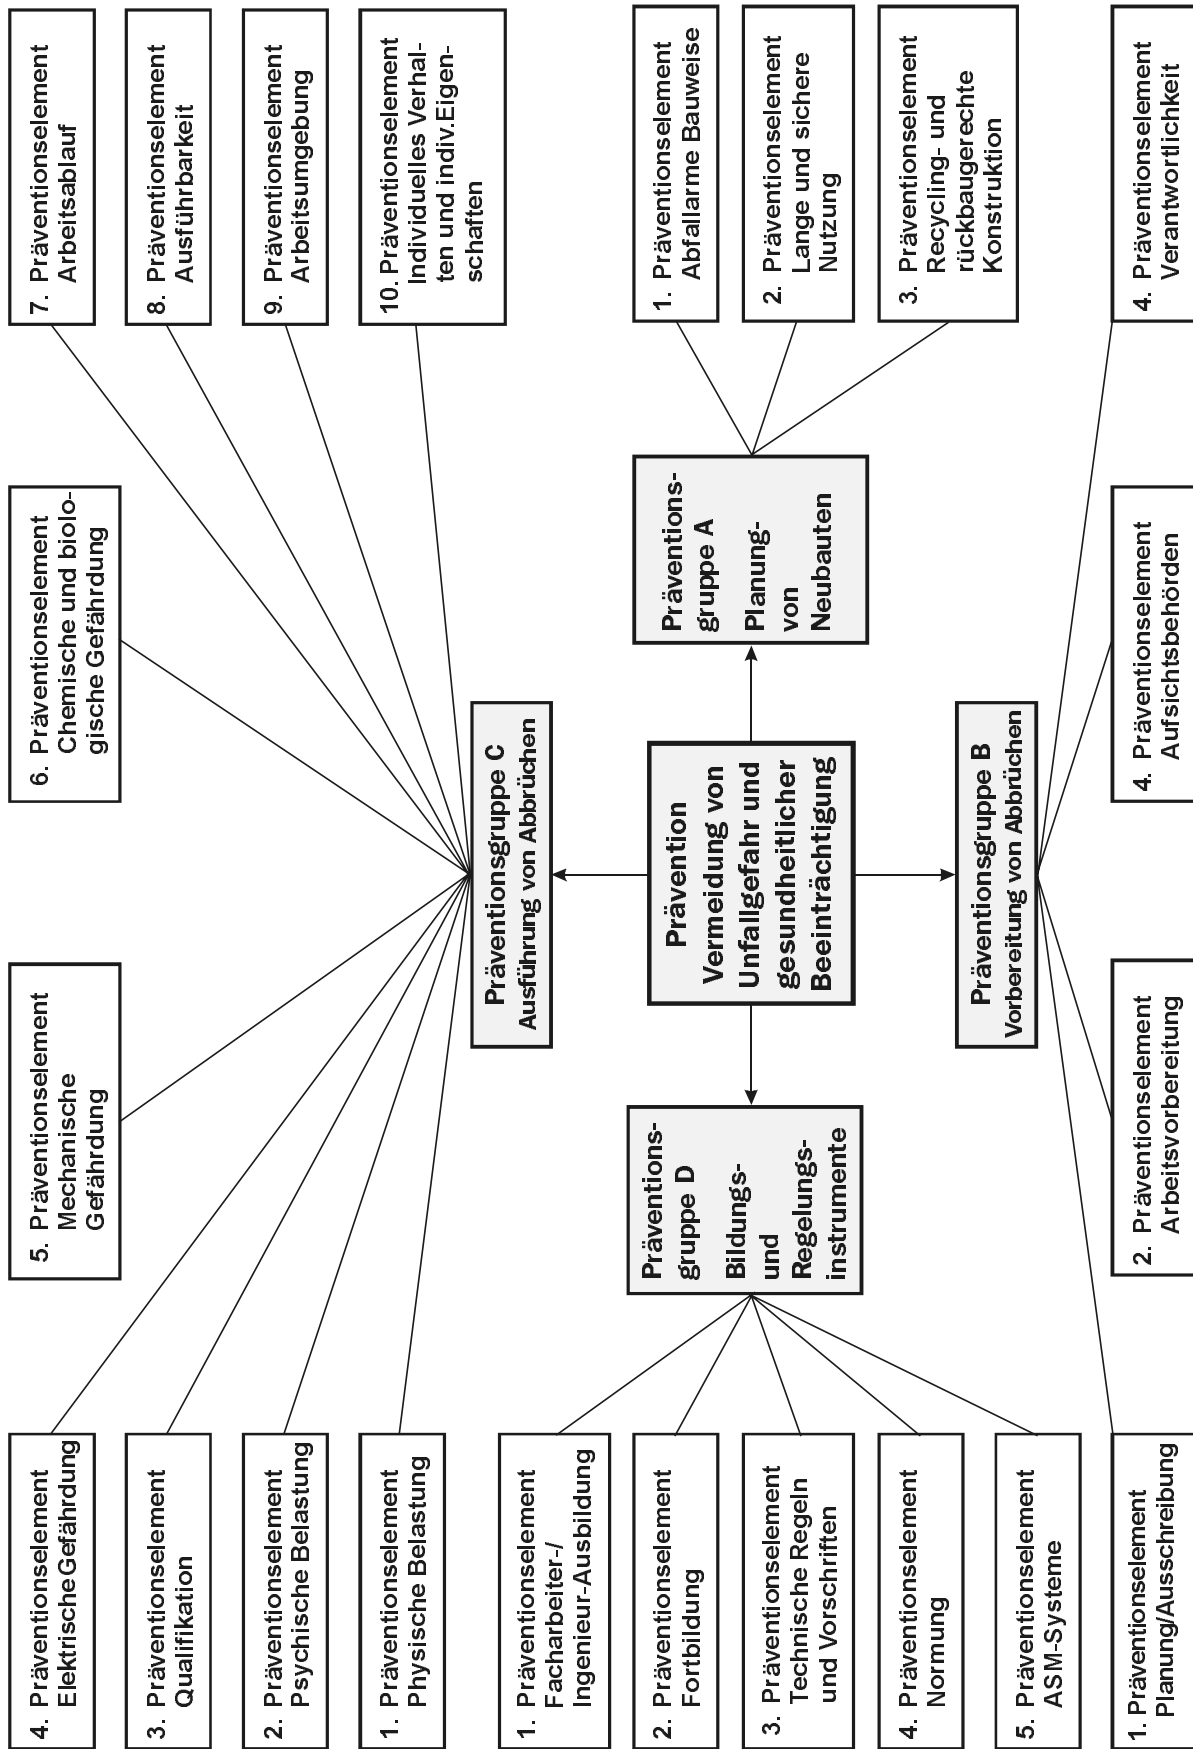 4. Präventionselement
Elektrische Gefährdung
3. Präventionselement
Qualifikation
2. Präventionselement
Psychische Belastung
1. Präventionselement
Physische Belastung
5. Präventionselement
Mechanische
Gefährdung
6. Präventionselement
Chemische und biolo-
gische Gefährdung
7. Präventionselement
Arbeitsablauf
8. Präventionselement
Ausführbarkeit
9. Präventionselement
Arbeitsumgebung
10. Präventionselement
Individuelles Verhal-
ten und indiv.Eigen-
schaften
Präventionsgruppe C
Ausführung von Abbrüchen
1. Präventionselement
Facharbeiter-/
Ingenieur-Ausbildung
2. Präventionselement
Fortbildung
3. Präventionselement
Technische Regeln
und Vorschriften
4. Präventionselement
Normung
5. Präventionselement
ASM-Systeme
Präventions-
gruppe D
Bildungs-
und
Regelungs-
instrumente
Prävention
Vermeidung von
Unfallgefahr und
gesundheitlicher
Beeinträchtigung
Präventions-
gruppe A
Planung-
von
Neubauten
1. Präventionselement
Abfallarme Bauweise
2. Präventionselement
Lange und sichere
Nutzung
3. Präventionselement
Recycling- und
rückbaugerechte
Konstruktion
Präventionsgruppe B
Vorbereitung von Abbrüchen
1. Präventionselement
Planung/Ausschreibung
2. Präventionselement
Arbeitsvorbereitung
4. Präventionselement
Aufsichtsbehörden
4. Präventionselement
Verantwortlichkeit